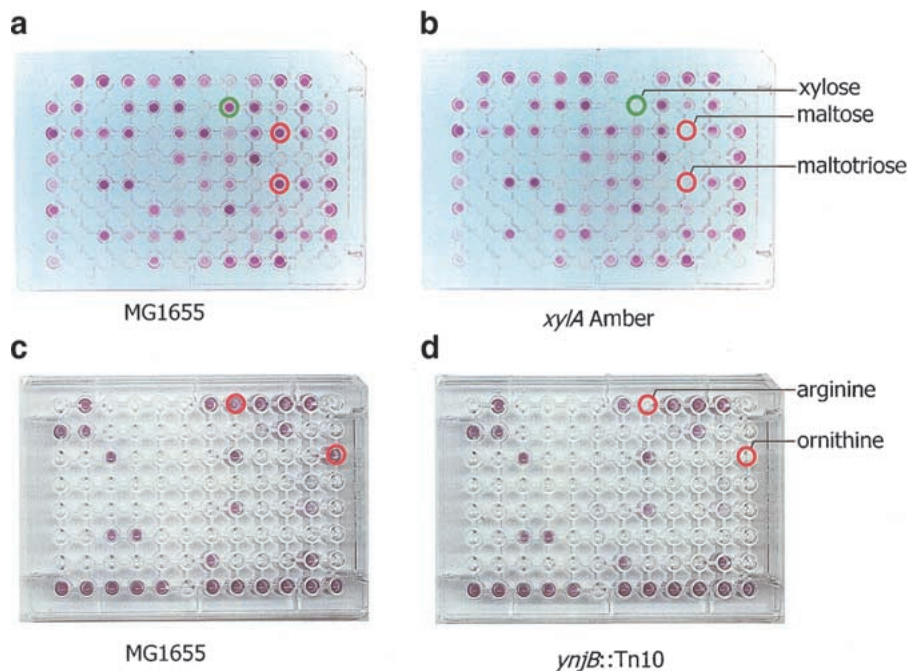 a
b
xylose
maltose
maltotriose
MG1655
xylA Amber
c
d
arginine
ornithine
MG1655
ynjB::Tn10